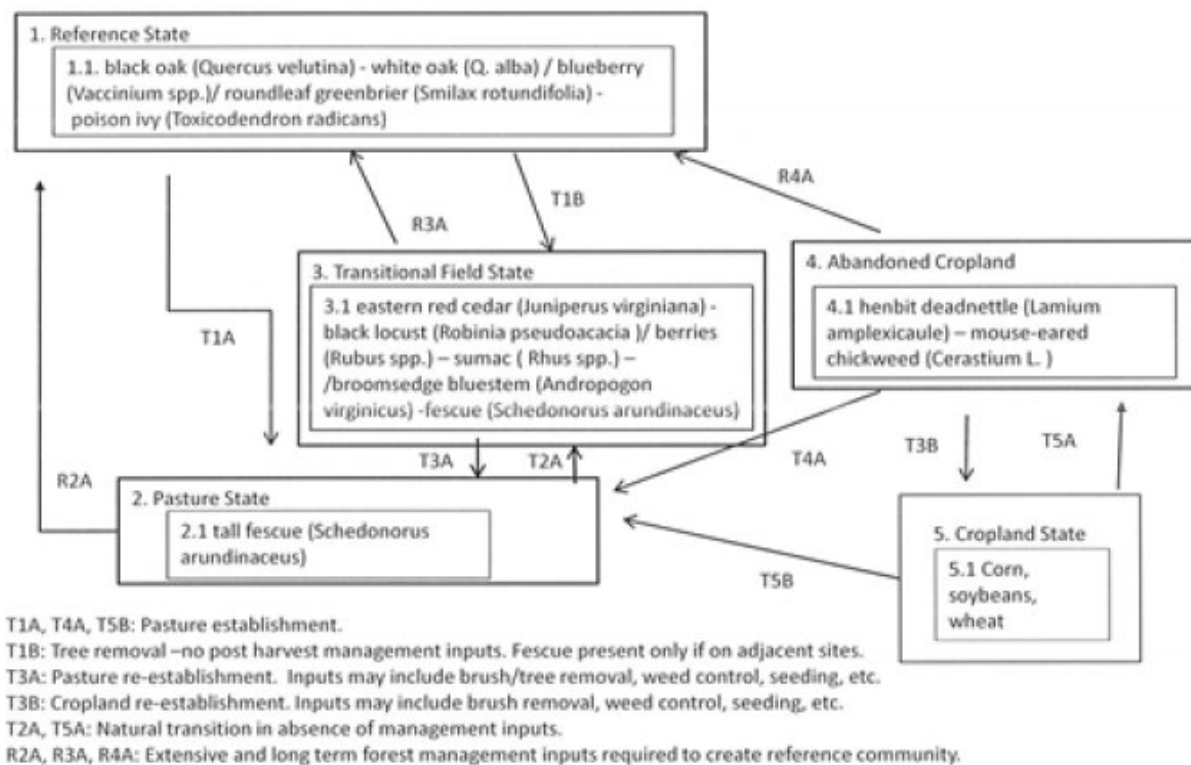 1. Reference State
1.1. black oak (Quercus velutina) - white oak (Q. alba) / blueberry
(Vaccinium spp.)/ roundleaf greenbrier (Smilax rotundifolia) -
poison ivy (Toxicodendron radicans)
R4A
T1B
R3A
3. Transitional Field State
3.1 eastern red cedar (Juniperus virginiana) -
black locust (Robinia pseudoacacia )/ berries
(Rubus spp.) – sumac ( Rhus spp.) –
/broomsedge bluestem (Andropogon
virginicus) -fescue (Schedonorus arundinaceus)
4. Abandoned Cropland
4.1 henbit deadnettle (Lamium
amplexicaule) – mouse-eared
chickweed (Cerastium L. )
T1A
T3A
T2A
T4A
T3B
T5A
R2A
2. Pasture State
2.1 tall fescue (Schedonorus
arundinaceus)
T5B
5. Cropland State
5.1 Corn,
soybeans,
wheat
T1A, T4A, T5B: Pasture establishment.
T1B: Tree removal –no post harvest management inputs. Fescue present only if on adjacent sites.
T3A: Pasture re-establishment. Inputs may include brush/tree removal, weed control, seeding, etc.
T3B: Cropland re-establishment. Inputs may include brush removal, weed control, seeding, etc.
T2A, T5A: Natural transition in absence of management inputs.
R2A, R3A, R4A: Extensive and long term forest management inputs required to create reference community.